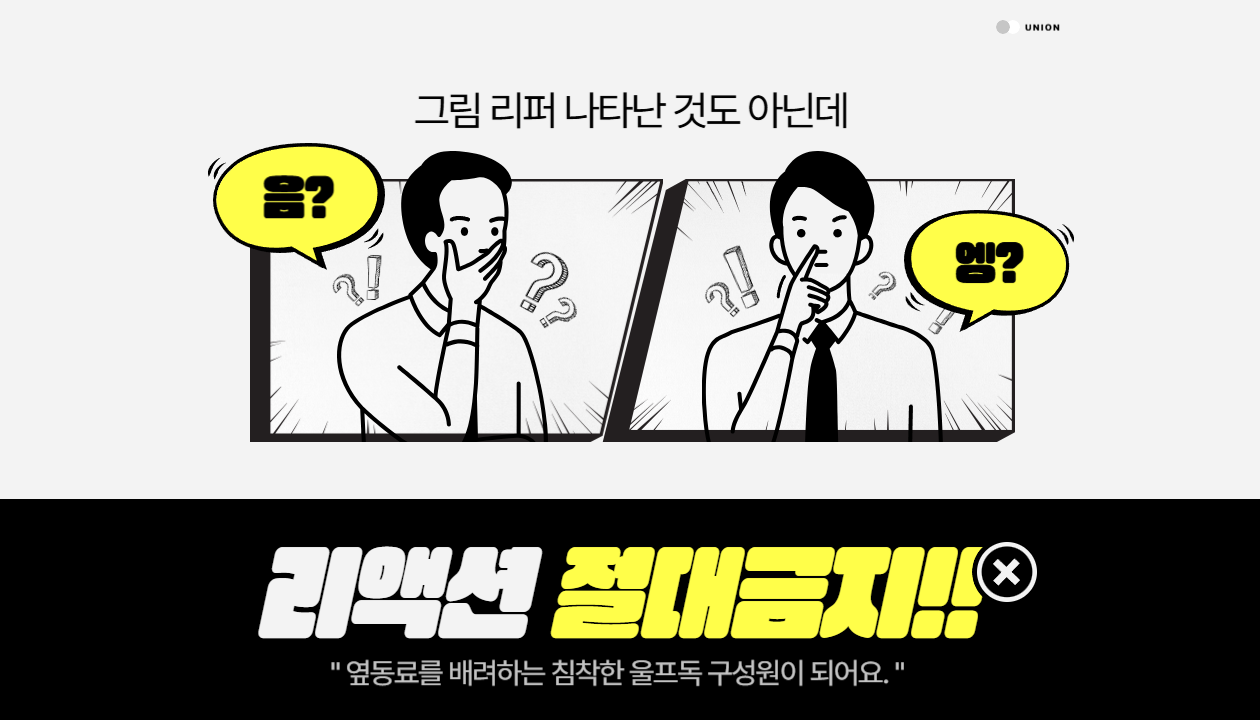 UNION
그림 리퍼 나타난 것도 아닌데
음?
엥?
리액션 절대금지!!
" 옆동료를 배려하는 침착한 울프독 구성원이 되어요. "